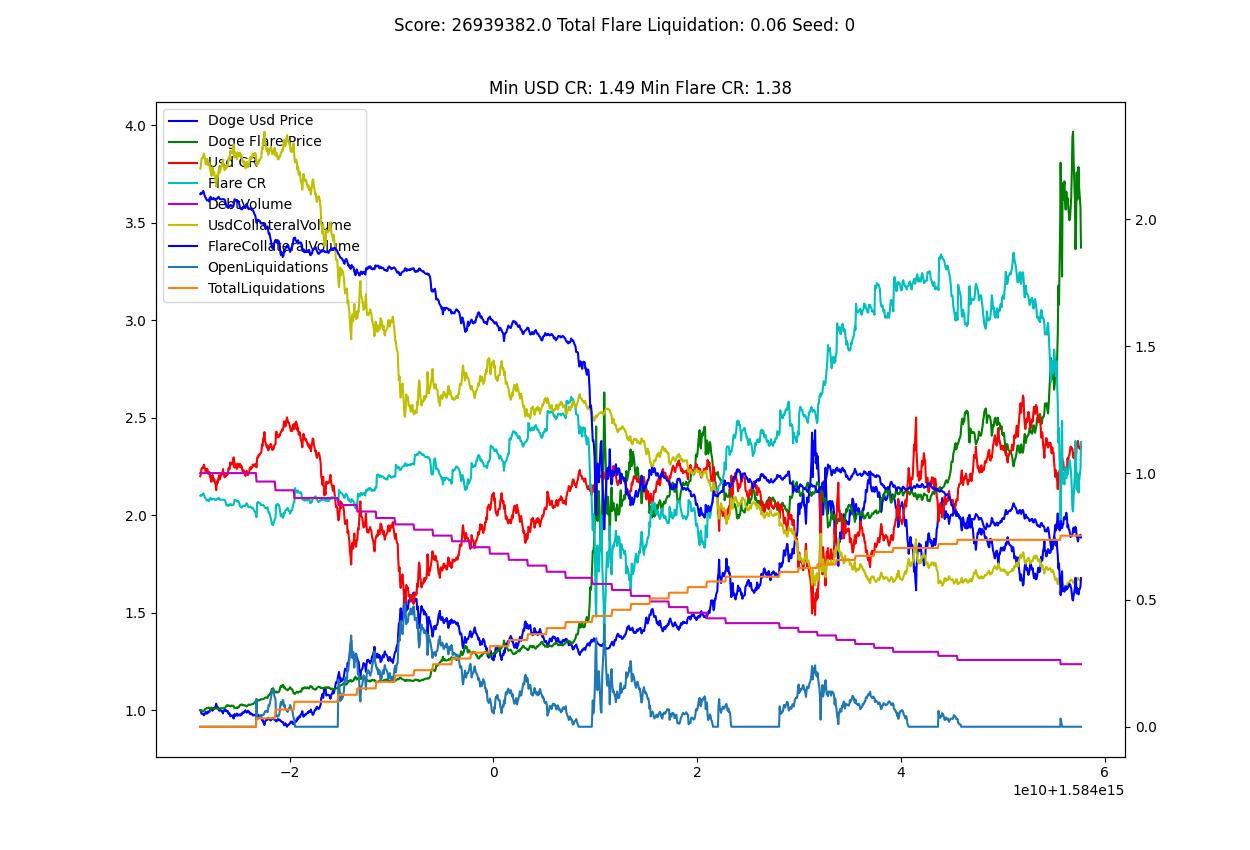 Score: 26939382.0 Total Flare Liquidation: 0.06 Seed: 0
Min USD CR: 1.49 Min Flare CR: 1.38
Doge Usd Price
Doge Flare Price
Usd CR
Flare CR
DebtVolume
UsdCollateralVolume
FlareCollateralVolume
OpenLiquidations
TotalLiquidations
4.0
3.5
3.0
2.5
2.0
1.5
1.0
2.0
1.5
1.0
0.5
0.0
−2
0
2
4
6
1e10+1.584e15